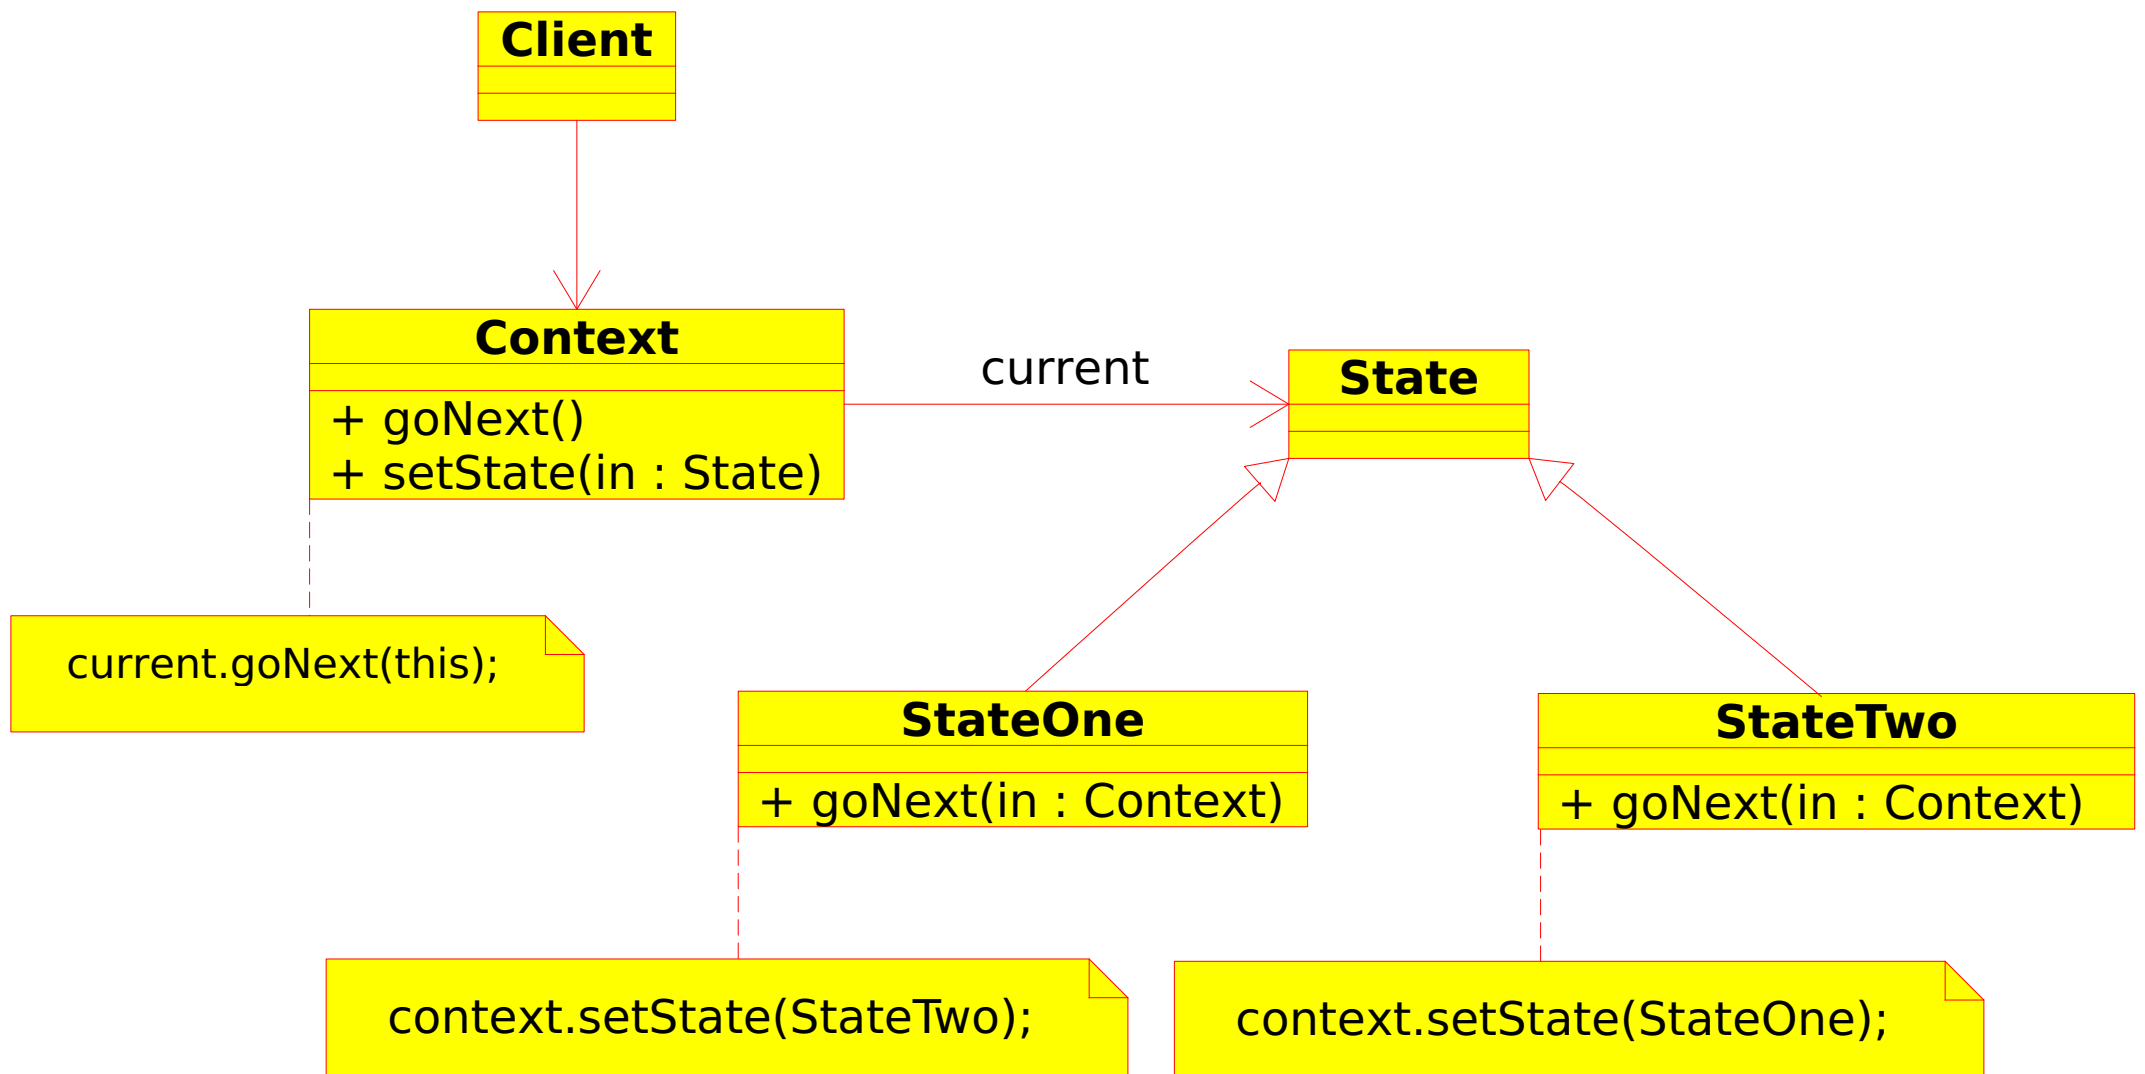 Client
Context
+ goNext()
+ setState(in : State)
current
State
current.goNext(this);
StateOne
+ goNext(in : Context)
StateTwo
+ goNext(in : Context)
context.setState(StateTwo);
context.setState(StateOne);